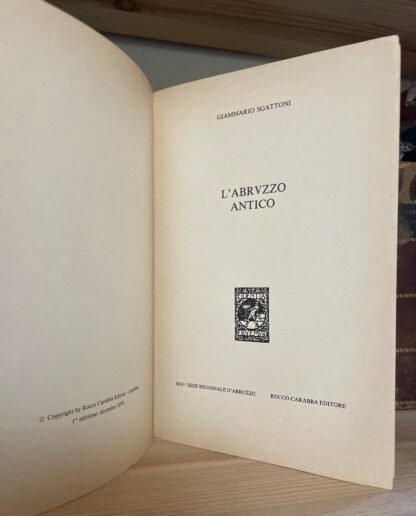 © Copyright by Rocco Carabba Editore - Lanciano
1ª edizione: dicembre
GIAMMARIO SGATTONI
L'ABRVZZO
ANTICO
RAI / SEDE REGIONALE D'ABRUZZO ROCCO CARABBA EDITORE